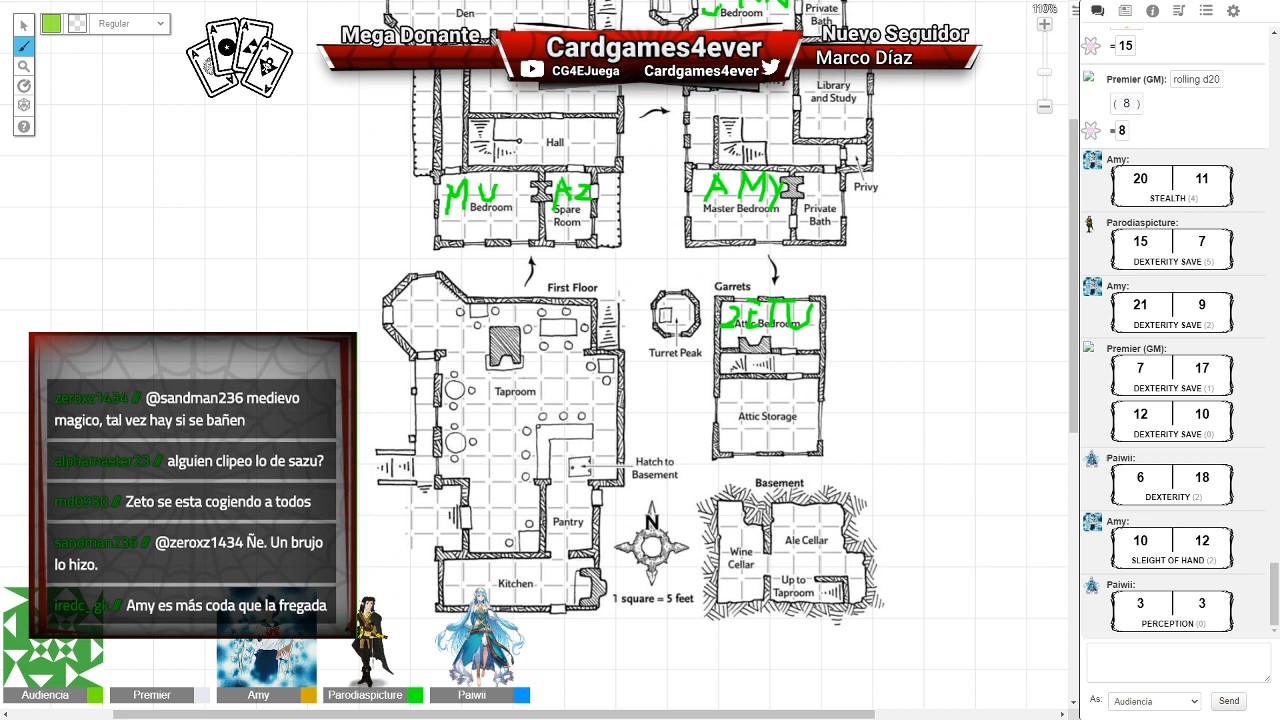 Regular
110%
Mega Donante
Cardgames4ever
CG4EJuega
Cardgames4ever
Nuevo Seguidor
Marco Díaz
Den
Bedroom
Private
Bath
Hall
Library
and Study
Privy
MU
Bedroom
AZ
Spare
Room
AMY
Master Bedroom
Private
Bath
First Floor
Garrets
ZETU
Attic Bedroom
Turret Peak
Taproom
Attic Storage
Hatch to
Basement
Basement
Pantry
N
Wine
Cellar
Ale Cellar
Up to
Taproom
Kitchen
1 square = 5 feet
zeroxz1434 // @sandman236 medievo
magico, tal vez hay si se bañen
alphamaster23 // alguien clipeo lo de sazu?
md0930 // Zeto se esta cogiendo a todos
sandman236 // @zeroxz1434 Ñe. Un brujo
lo hizo.
iredc_gk // Amy es más coda que la fregada
Audiencia
Premier
Amy
Parodiaspicture
Paiwii
= 15
Premier (GM): rolling d20
( 8 )
= 8
Amy:
20 11
STEALTH (4)
Parodiaspicture:
15 7
DEXTERITY SAVE (5)
Amy:
21 9
DEXTERITY SAVE (2)
Premier (GM):
7 17
DEXTERITY SAVE (1)
12 10
DEXTERITY SAVE (0)
Paiwii:
6 18
DEXTERITY (2)
Amy:
10 12
SLEIGHT OF HAND (2)
Paiwii:
3 3
PERCEPTION (0)
As: Audiencia Send